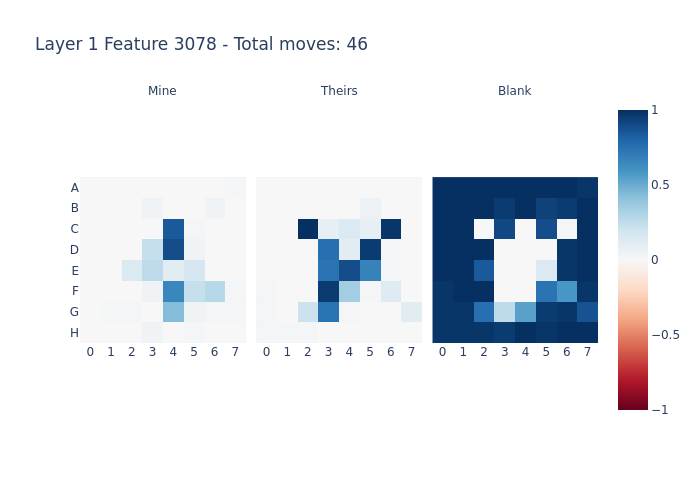 Layer 1 Feature 3078 - Total moves: 46
Mine
Theirs
Blank
A
B
C
D
E
F
G
H
0 1 2 3 4 5 6 7
0 1 2 3 4 5 6 7
0 1 2 3 4 5 6 7
1
0.5
0
−0.5
−1